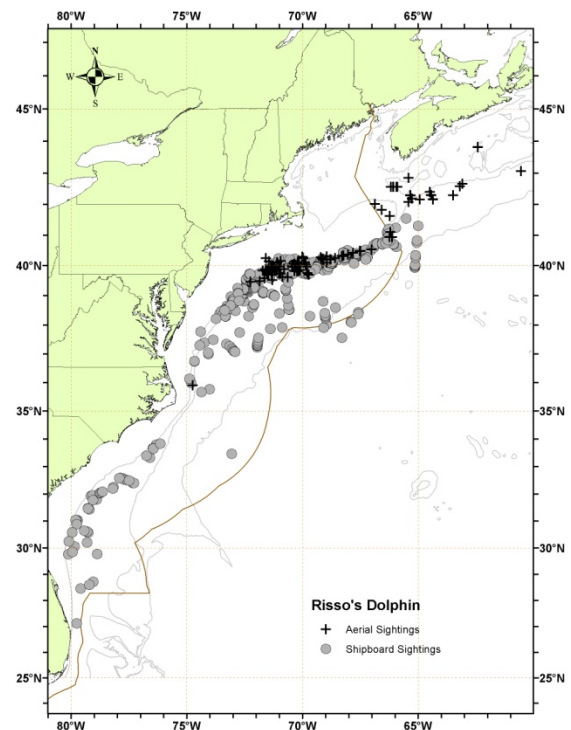 80°W 75°W 70°W 65°W
N
W E
S
45°N 45°N
40°N 40°N
35°N 35°N
30°N 30°N
Risso's Dolphin
Aerial Sightings
Shipboard Sightings
25°N 25°N
80°W 75°W 70°W 65°W